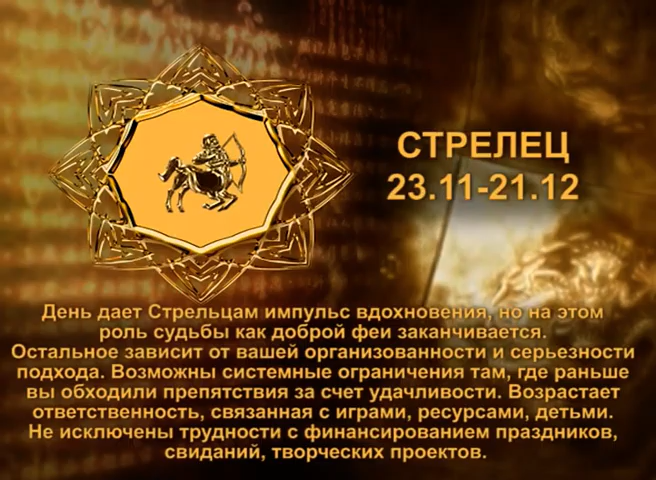 СТРЕЛЕЦ
23.11-21.12
День дает Стрельцам импульс вдохновения, но на этом
роль судьбы как доброй феи заканчивается.
Остальное зависит от вашей организованности и серьезности
подхода. Возможны системные ограничения там, где раньше
вы обходили препятствия за счет удачливости. Возрастает
ответственность, связанная с играми, ресурсами, детьми.
Не исключены трудности с финансированием праздников,
свиданий, творческих проектов.